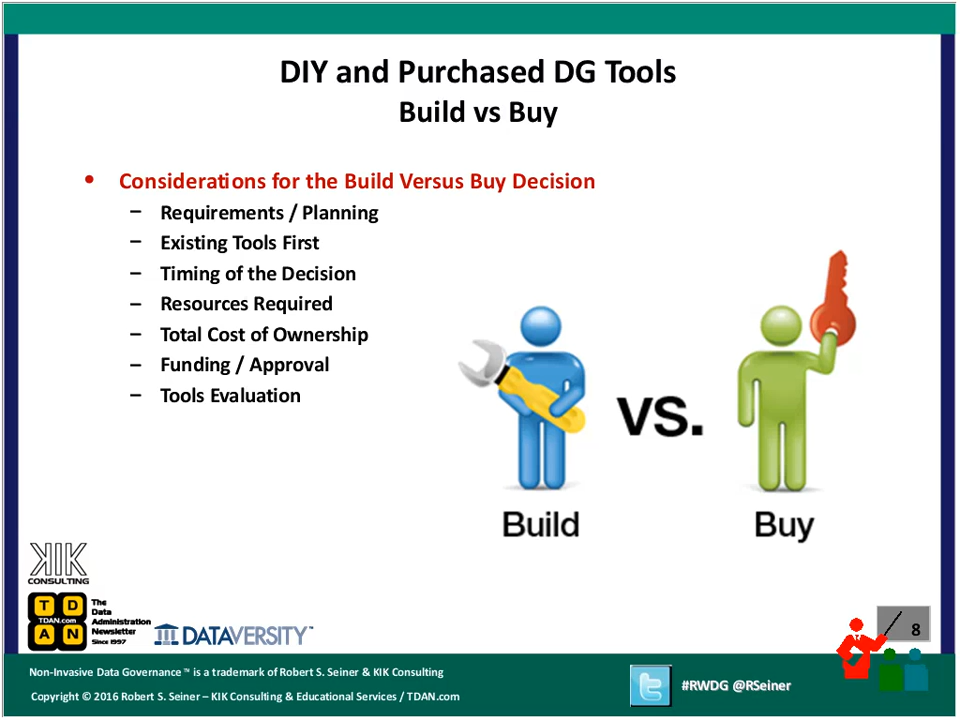 DIY and Purchased DG Tools
Build vs Buy
• Considerations for the Build Versus Buy Decision
– Requirements / Planning
– Existing Tools First
– Timing of the Decision
– Resources Required
– Total Cost of Ownership
– Funding / Approval
– Tools Evaluation
vs.
Build
Buy
KIK
CONSULTING
T D
TDAN.com
A N
The
Data
Administration
Newsletter
Since 1997
DATAVERSITY™
8
Non-Invasive Data Governance™ is a trademark of Robert S. Seiner & KIK Consulting
Copyright © 2016 Robert S. Seiner – KIK Consulting & Educational Services / TDAN.com
t
#RWDG @RSeiner